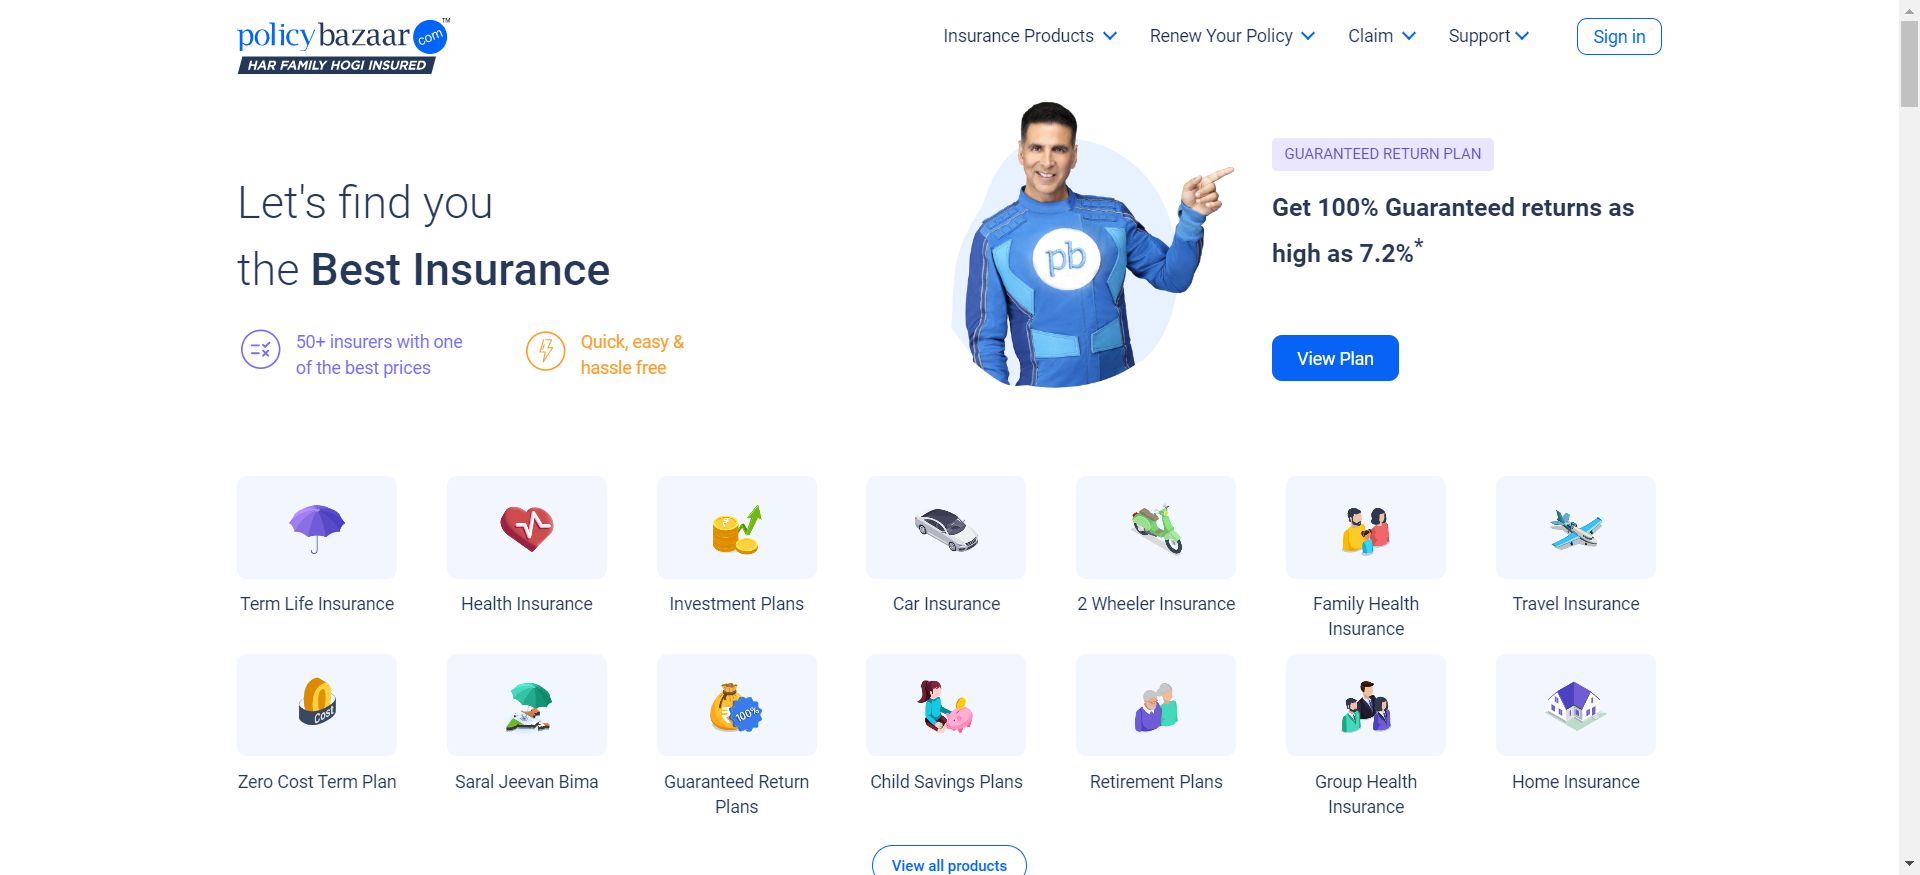 policybazaar.com™
HAR FAMILY HOGI INSURED
Insurance Products
Renew Your Policy
Claim
Support
Sign in
Let's find you
the Best Insurance
50+ insurers with one
of the best prices
Quick, easy &
hassle free
pb
GUARANTEED RETURN PLAN
Get 100% Guaranteed returns as
high as 7.2%*
View Plan
Term Life Insurance
Health Insurance
Investment Plans
Car Insurance
2 Wheeler Insurance
Family Health
Insurance
Travel Insurance
Cost
₹
100%
Zero Cost Term Plan
Saral Jeevan Bima
Guaranteed Return
Plans
Child Savings Plans
Retirement Plans
Group Health
Insurance
Home Insurance
View all products